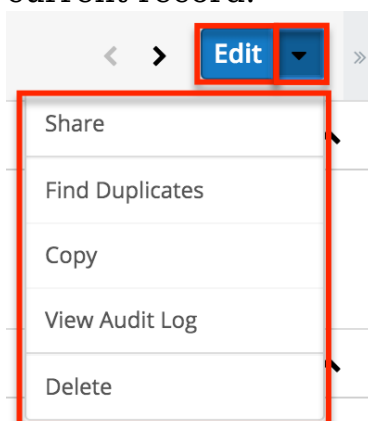 current record.
Edit
Share
Find Duplicates
Copy
View Audit Log
Delete